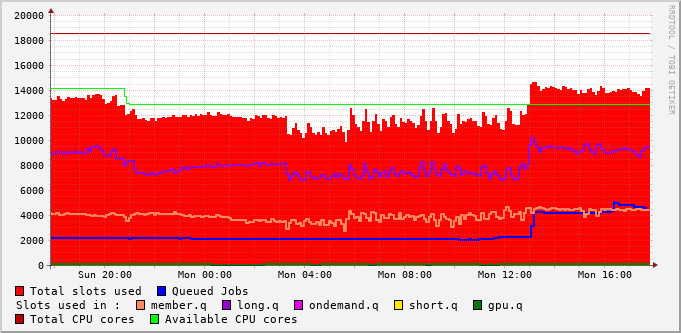 20000
18000
16000
14000
12000
10000
8000
6000
4000
2000
0
RRDTOOL / TOBI OETIKER
Sun 20:00 Mon 00:00 Mon 04:00 Mon 08:00 Mon 12:00 Mon 16:00
Total slots used Queued Jobs
Slots used in : member.q long.q ondemand.q short.q gpu.q
Total CPU cores Available CPU cores